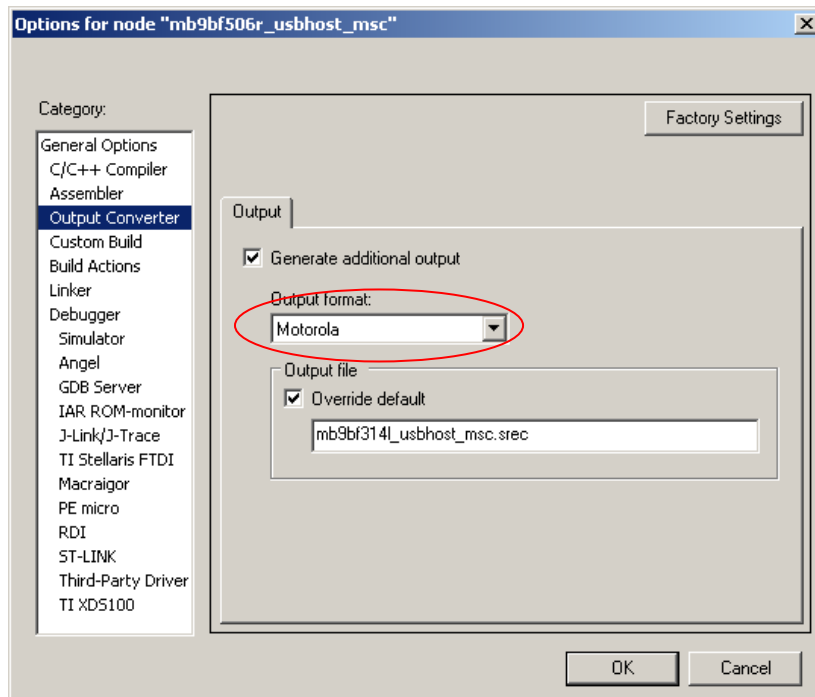 Options for node "mb9bf506r_usbhost_msc"
Category:
Factory Settings
General Options
C/C++ Compiler
Assembler
Output Converter
Custom Build
Build Actions
Linker
Debugger
Simulator
Angel
GDB Server
IAR ROM-monitor
J-Link/J-Trace
TI Stellaris FTDI
Macraigor
PE micro
RDI
ST-LINK
Third-Party Driver
TI XDS100
Output
Generate additional output
Output format:
Motorola
Output file
Override default
mb9bf314l_usbhost_msc.srec
OK
Cancel